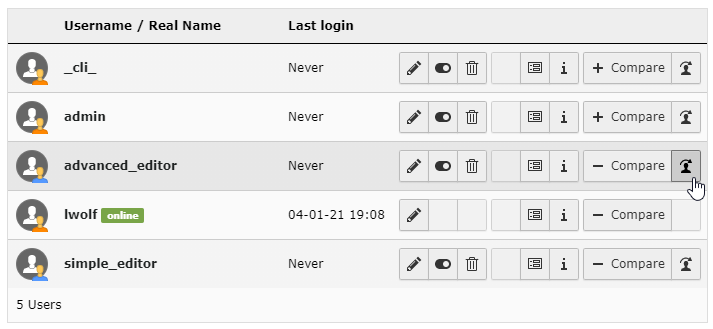 Username / Real Name Last login
_cli_ Never + Compare
admin Never + Compare
advanced_editor Never − Compare
lwolf online 04-01-21 19:08 − Compare
simple_editor Never − Compare
5 Users